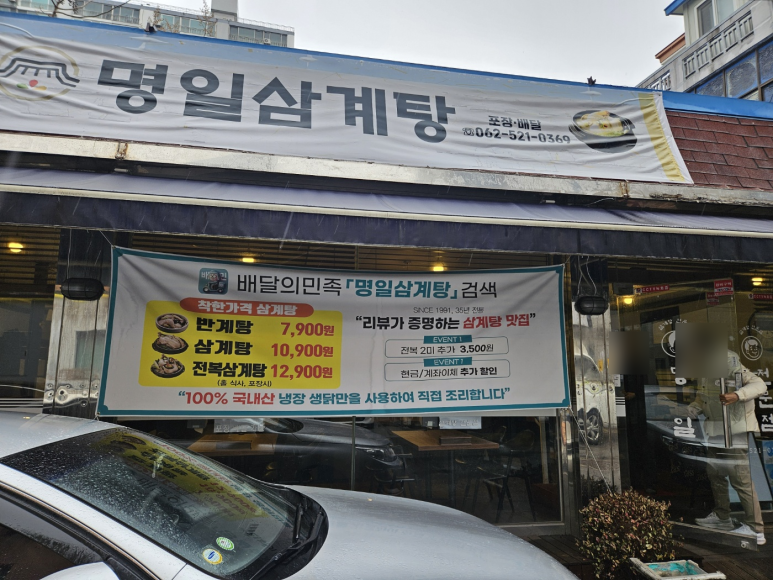 명일삼계탕
포장·배달
☎062-521-0369
배달의민족「명일삼계탕」검색
착한가격 삼계탕
반계탕 7,900원
삼계탕 10,900원
전복삼계탕 12,900원
(홀 식사, 포장시)
SINCE 1991, 35년 전통
"리뷰가 증명하는 삼계탕 맛집"
EVENT 1
전복 2미 추가 3,500원
EVENT 1
현금/계좌이체 추가 할인
"100% 국내산 냉장 생닭만을 사용하여 직접 조리합니다"
명
일